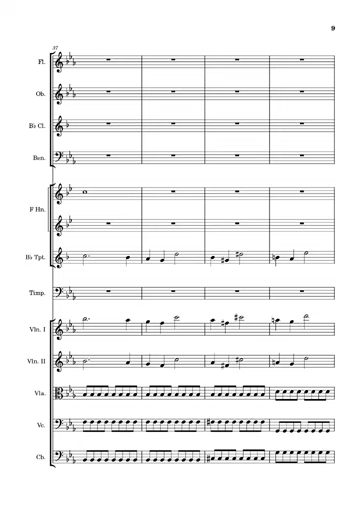 9
37
Fl.
Ob.
B♭ Cl.
Bsn.
F Hn.
B♭ Tpt.
Timp.
Vln. I
Vln. II
Vla.
Vc.
Cb.